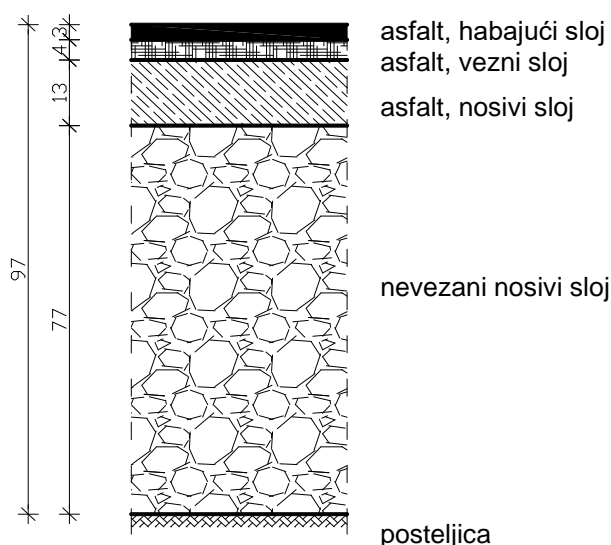 3
asfalt, habajući sloj
4
asfalt, vezni sloj
13
asfalt, nosivi sloj
97
77
nevezani nosivi sloj
posteljica